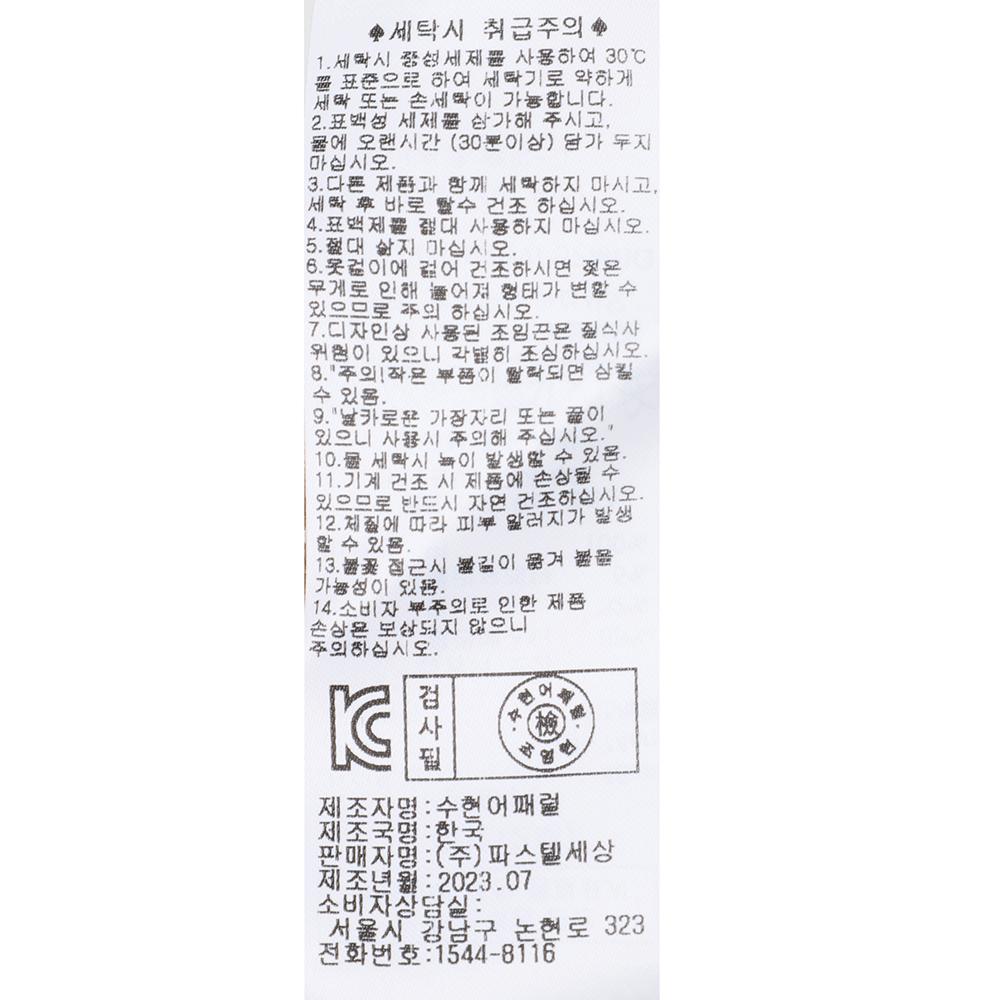 ♠세탁시 취급주의♠
1.세탁시 중성세제를 사용하여 30℃
를 표준으로 하여 세탁기로 약하게
세탁 또는 손세탁이 가능합니다.
2.표백성 세제를 삼가해 주시고,
물에 오랜시간 (30분이상) 담가 두지
마십시오.
3.다른 제품과 함께 세탁하지 마시고,
세탁 후 바로 탈수 건조 하십시오.
4.표백제를 절대 사용하지 마십시오.
5.절대 삶지 마십시오.
6.옷걸이에 걸어 건조하시면 젖은
무게로 인해 늘어져 형태가 변할 수
있으므로 주의 하십시오.
7.디자인상 사용된 조임끈은 질식사
위험이 있으니 각별히 조심하십시오.
8."주의!작은 부품이 탈락되면 삼킬
수 있음.
9."날카로운 가장자리 또는 끝이
있으니 사용시 주의해 주십시오."
10.물 세탁시 녹이 발생할 수 있음.
11.기계 건조 시 제품에 손상될 수
있으므로 반드시 자연 건조하십시오.
12.체질에 따라 피부 알러지가 발생
할 수 있음.
13.불꽃 접근시 불길이 옮겨 붙을
가능성이 있음.
14.소비자 부주의로 인한 제품
손상은 보상되지 않으니
주의하십시오.
KC
검사필
수현어패럴
檢
제조자명:수현어패럴
제조국명:한국
판매자명:(주)파스텔세상
제조년월:2023.07
소비자상담실:
서울시 강남구 논현로 323
전화번호:1544-8116